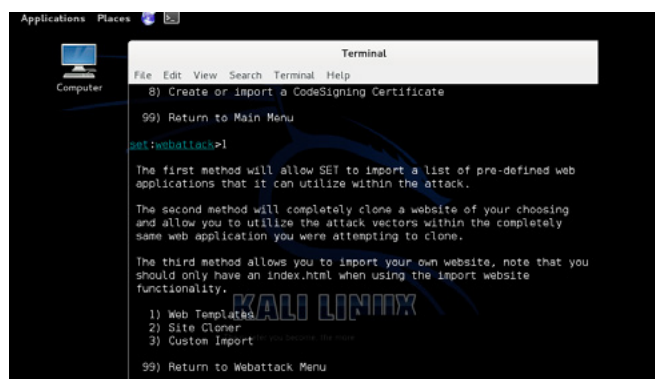 Applications Places
Computer
Terminal
File Edit View Search Terminal Help
8) Create or import a CodeSigning Certificate
99) Return to Main Menu
set:webattack>1
The first method will allow SET to import a list of pre-defined web
applications that it can utilize within the attack.
The second method will completely clone a website of your choosing
and allow you to utilize the attack vectors within the completely
same web application you were attempting to clone.
The third method allows you to import your own website, note that you
should only have an index.html when using the import website
functionality.
KALI LINUX
1) Web Templates
2) Site Cloner
you become, the more
3) Custom Import
99) Return to Webattack Menu